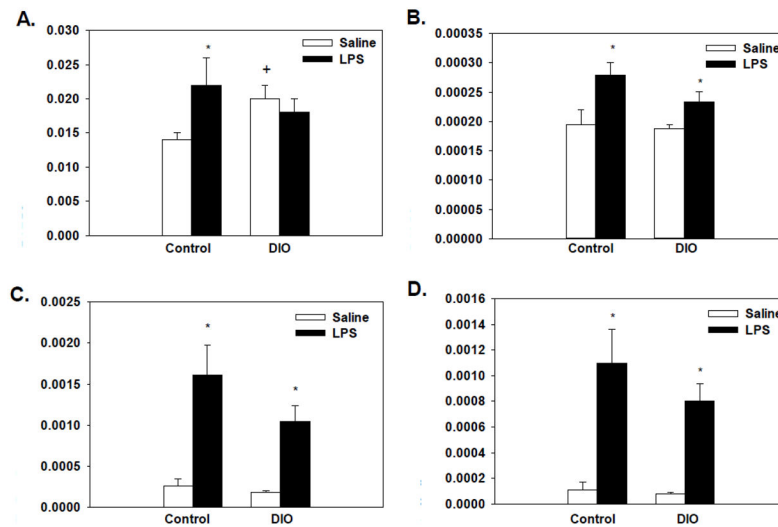 A.
0.030
0.025
0.020
0.015
0.010
0.005
0.000
*
+
Saline
LPS
Control DIO
B.
0.00035
0.00030
0.00025
0.00020
0.00015
0.00010
0.00005
0.00000
*
*
Saline
LPS
Control DIO
C.
0.0025
0.0020
0.0015
0.0010
0.0005
0.0000
*
*
Saline
LPS
Control DIO
D.
0.0016
0.0014
0.0012
0.0010
0.0008
0.0006
0.0004
0.0002
0.0000
*
*
Saline
LPS
Control DIO